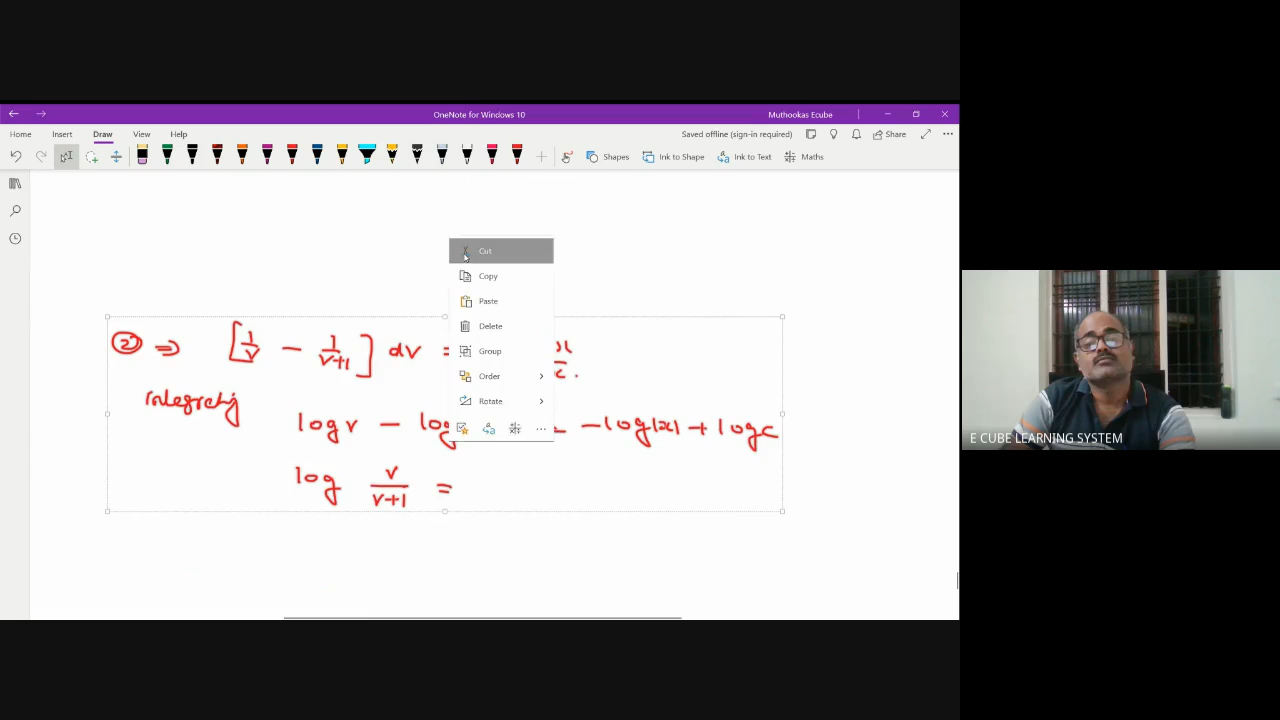 OneNote for Windows 10
Muthookas Ecube
Home Insert Draw View Help
Saved offline (sign-in required)
Share
Shapes Ink to Shape Ink to Text Maths
Cut
Copy
Paste
Delete
Group
Order
Rotate
② ⇒ [1/v − 1/v+1] dv =
Integrating
log v − log − log|x| + log c
log v/v+1 =
E CUBE LEARNING SYSTEM